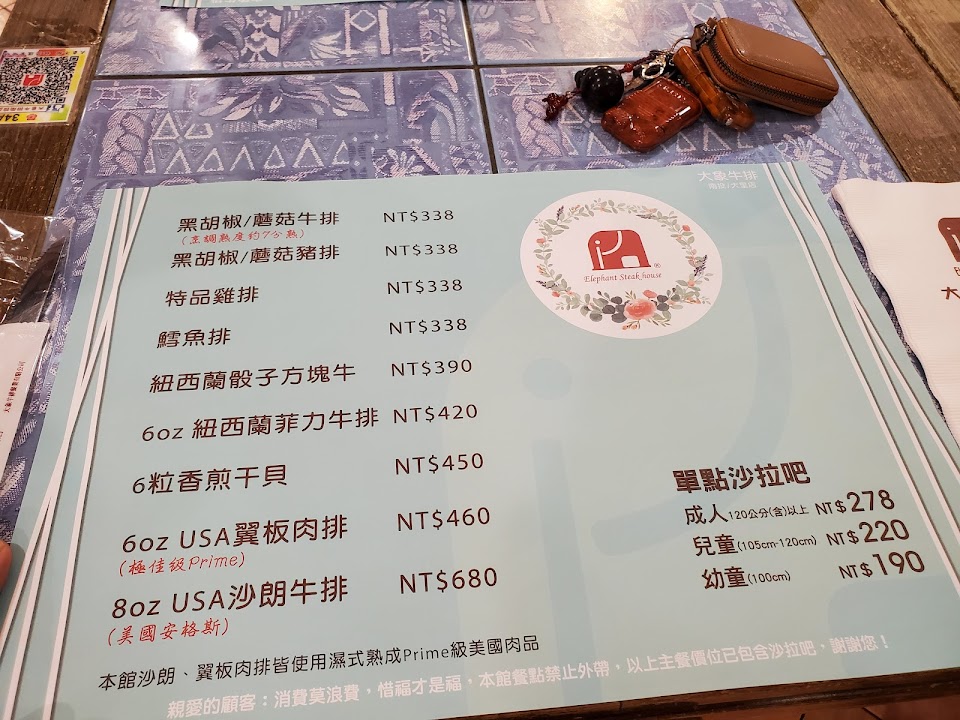 34
大象牛排
黑胡椒/蘑菇牛排 NT$338
(烹調熟度約7分熟)
黑胡椒/蘑菇豬排 NT$338
特品雞排 NT$338
鱈魚排 NT$338
紐西蘭骰子方塊牛 NT$390
6oz 紐西蘭菲力牛排 NT$420
6粒香煎干貝 NT$450
6oz USA翼板肉排 NT$460
(極佳級Prime)
8oz USA沙朗牛排 NT$680
(美國安格斯)
Elephant Steak house
®
單點沙拉吧
成人120公分(含)以上 NT$278
兒童(105cm-120cm) NT$220
幼童(100cm) NT$190
本館沙朗、翼板肉排皆使用濕式熟成Prime級美國肉品
親愛的顧客：消費莫浪費，惜福才是福，本館餐點禁止外帶，以上主餐價位已包含沙拉吧，謝謝您！